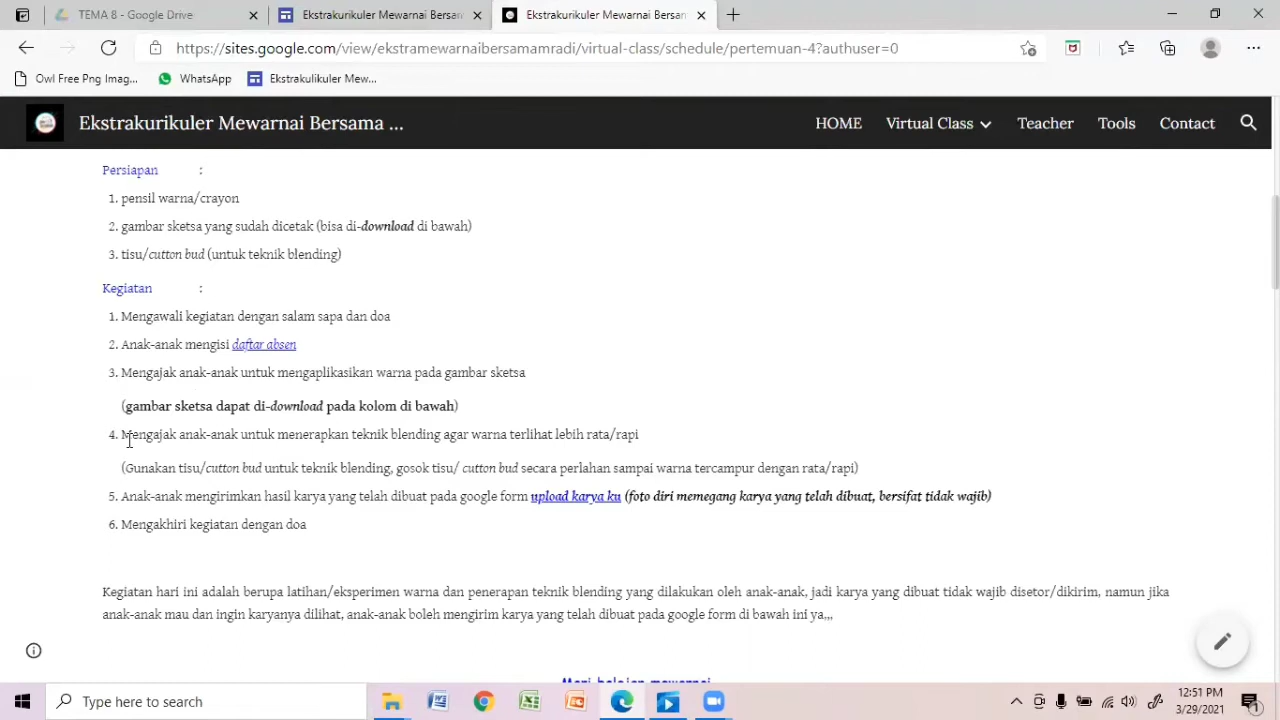 TEMA 8 - Google Drive
Ekstrakurikuler Mewarnai Bersam
Ekstrakurikuler Mewarnai Bersan
https://sites.google.com/view/ekstramewarnaibersamamradi/virtual-class/schedule/pertemuan-4?authuser=0
Owl Free Png Imag... WhatsApp Ekstrakulikuler Mew...
Ekstrakurikuler Mewarnai Bersama ... HOME Virtual Class Teacher Tools Contact
Persiapan :
1. pensil warna/crayon
2. gambar sketsa yang sudah dicetak (bisa di-download di bawah)
3. tisu/cutton bud (untuk teknik blending)
Kegiatan :
1. Mengawali kegiatan dengan salam sapa dan doa
2. Anak-anak mengisi daftar absen
3. Mengajak anak-anak untuk mengaplikasikan warna pada gambar sketsa
(gambar sketsa dapat di-download pada kolom di bawah)
4. Mengajak anak-anak untuk menerapkan teknik blending agar warna terlihat lebih rata/rapi
(Gunakan tisu/cutton bud untuk teknik blending, gosok tisu/ cutton bud secara perlahan sampai warna tercampur dengan rata/rapi)
5. Anak-anak mengirimkan hasil karya yang telah dibuat pada google form upload karya ku (foto diri memegang karya yang telah dibuat, bersifat tidak wajib)
6. Mengakhiri kegiatan dengan doa
Kegiatan hari ini adalah berupa latihan/eksperimen warna dan penerapan teknik blending yang dilakukan oleh anak-anak, jadi karya yang dibuat tidak wajib disetor/dikirim, namun jika
anak-anak mau dan ingin karyanya dilihat, anak-anak boleh mengirim karya yang telah dibuat pada google form di bawah ini ya,,,
Mari belajar mewarnai
Type here to search
12:51 PM
3/29/2021